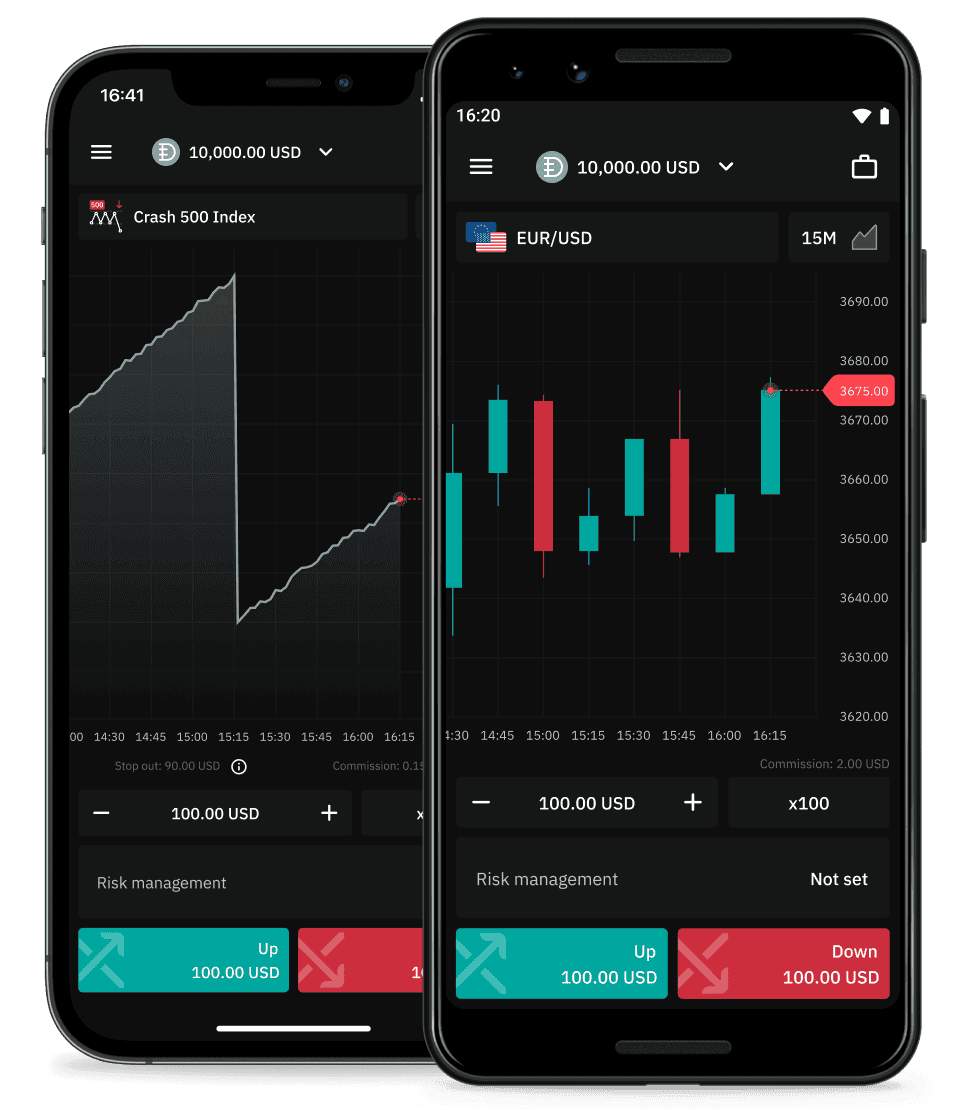 16:41
10,000.00 USD
500
Crash 500 Index
00 14:30 14:45 15:00 15:15 15:30 15:45 16:00 16:15
Stop out: 90.00 USD
Commission: 0.15
100.00 USD
Risk management
Up
100.00 USD
16:20
10,000.00 USD
EUR/USD
15M
3690.00
3680.00
3675.00
3670.00
3660.00
3650.00
3640.00
3630.00
3620.00
4:30 14:45 15:00 15:15 15:30 15:45 16:00 16:15
Commission: 2.00 USD
100.00 USD
x100
Risk management
Not set
Up
100.00 USD
Down
100.00 USD